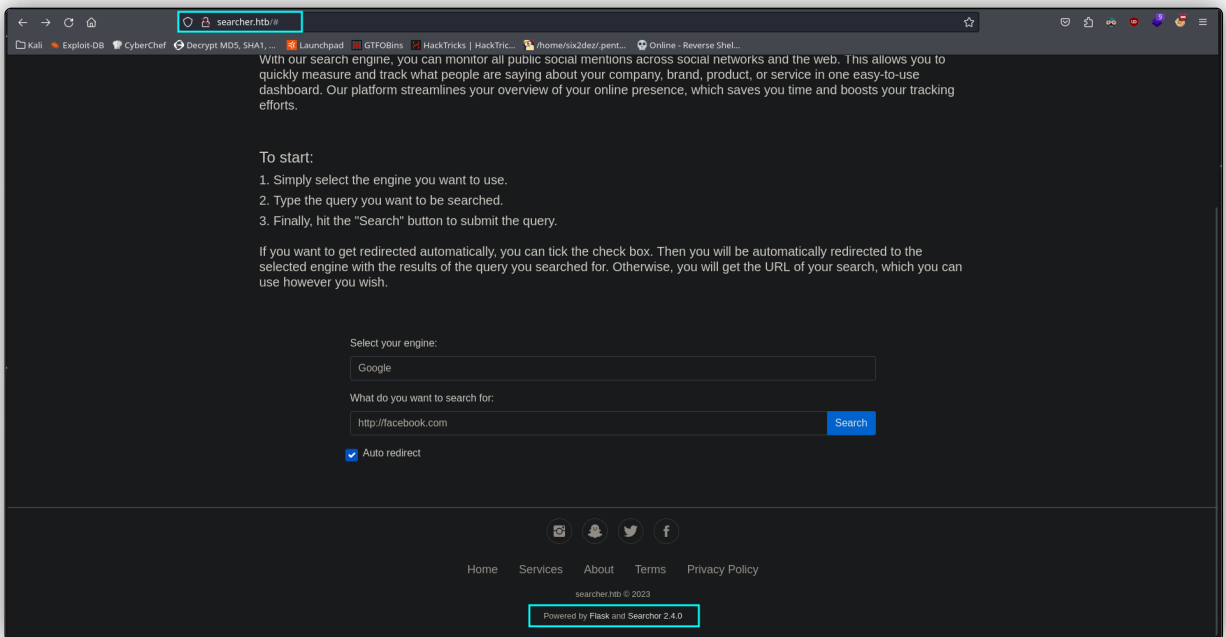 searcher.htb/#
Kali Exploit-DB CyberChef Decrypt MD5, SHA1, ... Launchpad GTFOBins HackTricks | HackTric... /home/six2dez/.pent... Online - Reverse Shel...
With our search engine, you can monitor all public social mentions across social networks and the web. This allows you to
quickly measure and track what people are saying about your company, brand, product, or service in one easy-to-use
dashboard. Our platform streamlines your overview of your online presence, which saves you time and boosts your tracking
efforts.
To start:
1. Simply select the engine you want to use.
2. Type the query you want to be searched.
3. Finally, hit the "Search" button to submit the query.
If you want to get redirected automatically, you can tick the check box. Then you will be automatically redirected to the
selected engine with the results of the query you searched for. Otherwise, you will get the URL of your search, which you can
use however you wish.
Select your engine:
Google
What do you want to search for:
http://facebook.com Search
Auto redirect
Home Services About Terms Privacy Policy
searcher.htb © 2023
Powered by Flask and Searchor 2.4.0